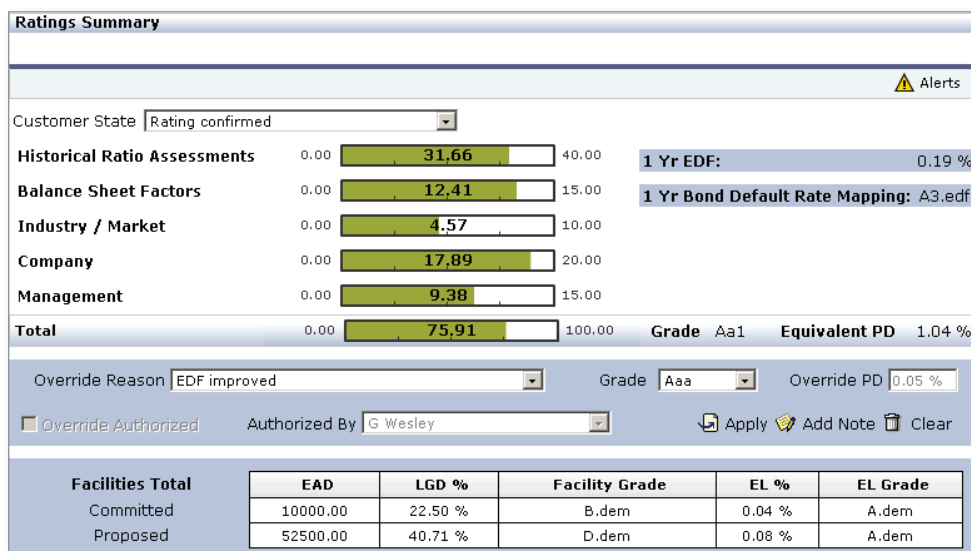 Ratings Summary
Alerts
Customer State Rating confirmed
Historical Ratio Assessments 0.00 31.66 40.00 1 Yr EDF: 0.19 %
Balance Sheet Factors 0.00 12.41 15.00 1 Yr Bond Default Rate Mapping: A3.edf
Industry / Market 0.00 4.57 10.00
Company 0.00 17.89 20.00
Management 0.00 9.38 15.00
Total 0.00 75.91 100.00 Grade Aa1 Equivalent PD 1.04 %
Override Reason EDF improved Grade Aaa Override PD 0.05 %
Override Authorized Authorized By G Wesley Apply Add Note Clear
Facilities Total EAD LGD % Facility Grade EL % EL Grade
Committed 10000.00 22.50 % B.dem 0.04 % A.dem
Proposed 52500.00 40.71 % D.dem 0.08 % A.dem